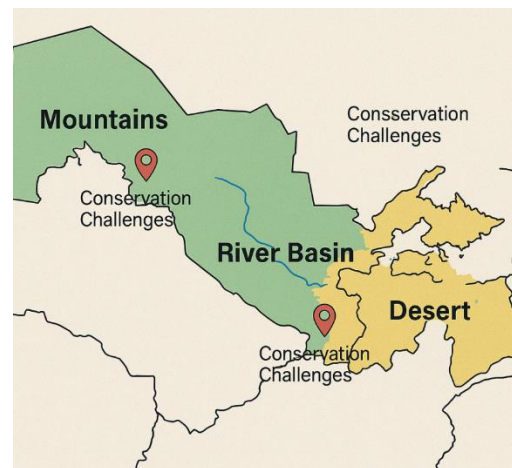 Mountains
Consservation
Challenges
Conservation
Challenges
River Basin
Desert
Conservation
Challenges